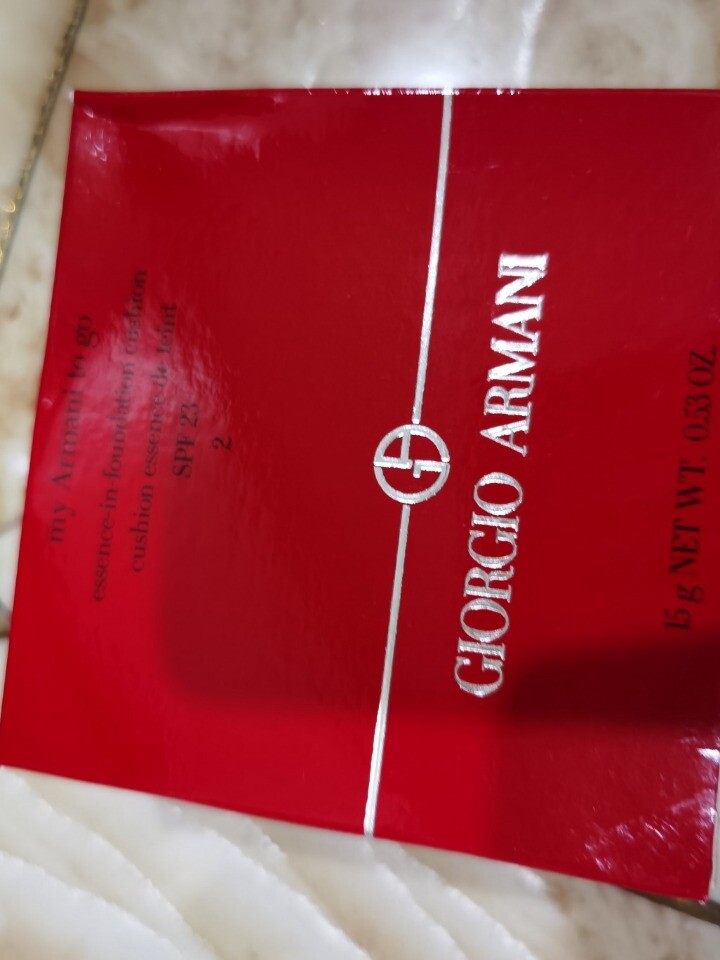 my Armani to go
essence-in-foundation cushion
cushion essence de teint
SPF 23
2
GIORGIO ARMANI
15 g NET WT. 0.53 OZ.